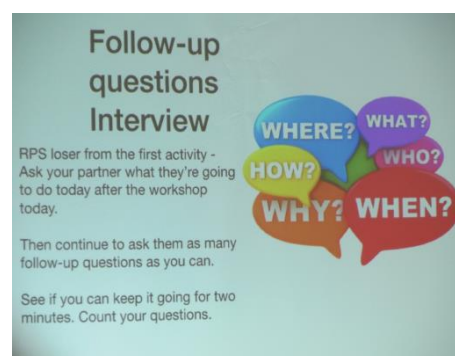 Follow-up
questions
Interview
RPS loser from the first activity -
Ask your partner what they're going
to do today after the workshop
today.
Then continue to ask them as many
follow-up questions as you can.
See if you can keep it going for two
minutes. Count your questions.
WHERE?
WHAT?
HOW?
WHO?
WHY?
WHEN?